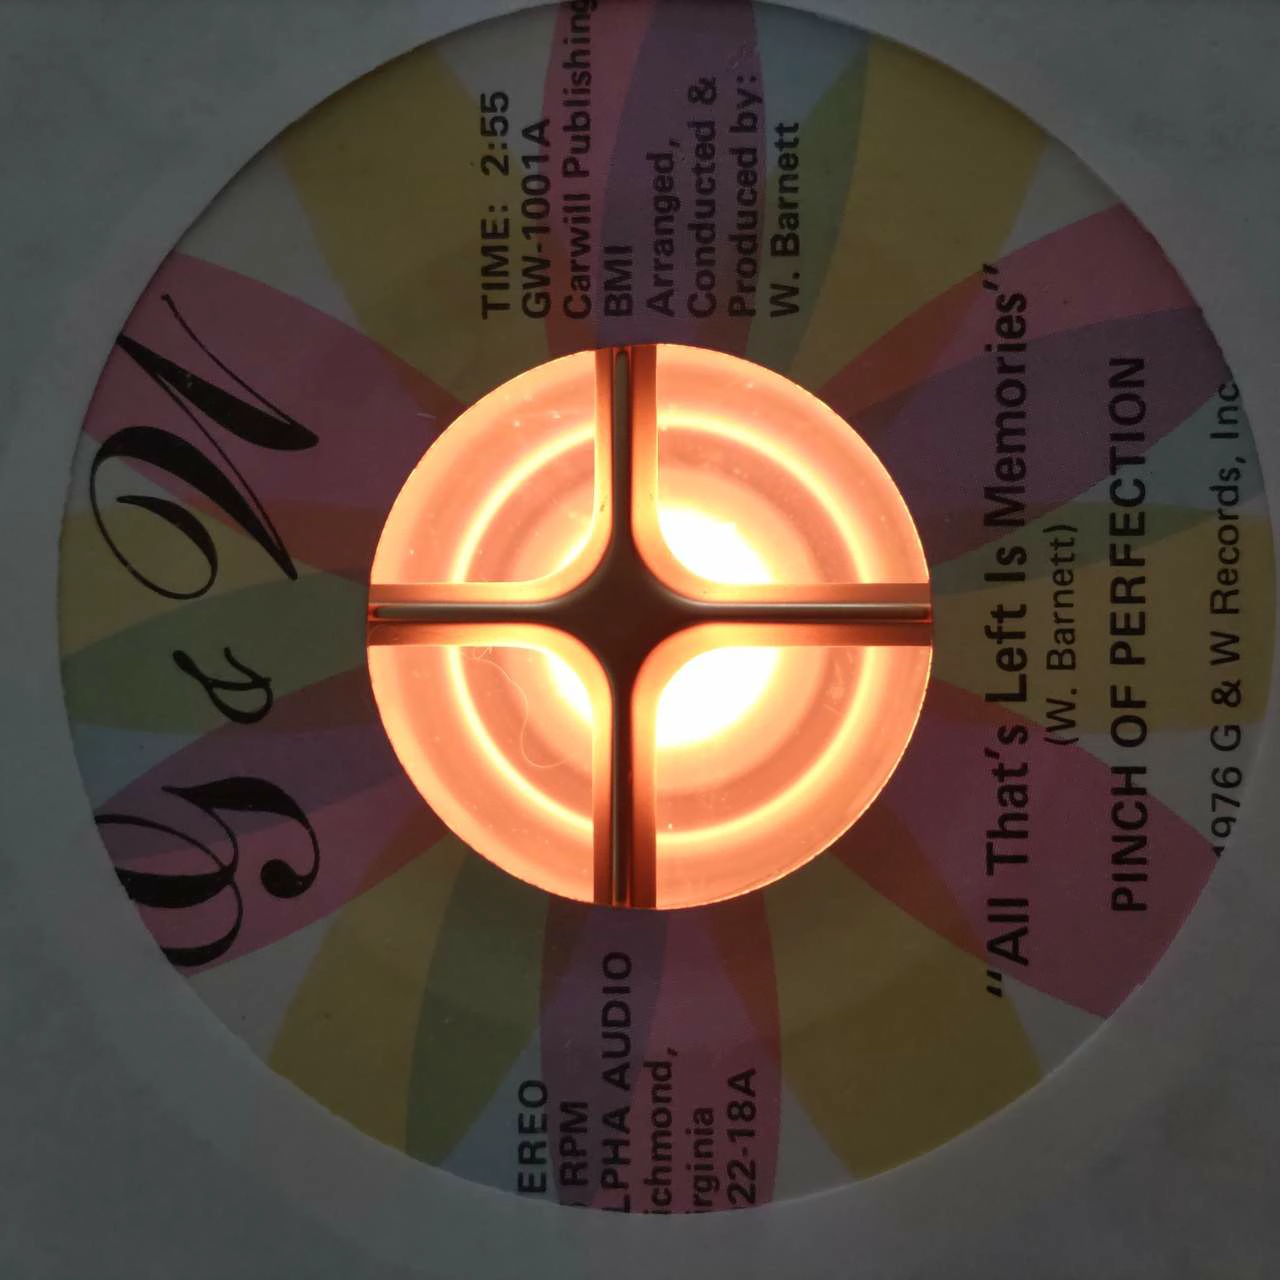 G & W
EREO
RPM
LPHA AUDIO
ichmond,
rginia
22-18A
TIME: 2:55
GW-1001A
Carwill Publishing
BMI
Arranged,
Conducted &
Produced by:
W. Barnett
"All That's Left Is Memories"
(W. Barnett)
PINCH OF PERFECTION
1976 G & W Records, Inc